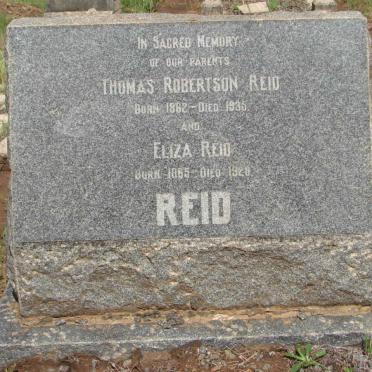 In Sacred Memory
of our parents
Thomas Robertson Reid
Born 1862 – Died 1935.
and
Eliza Reid
Born 1865 – Died 1928.
REID